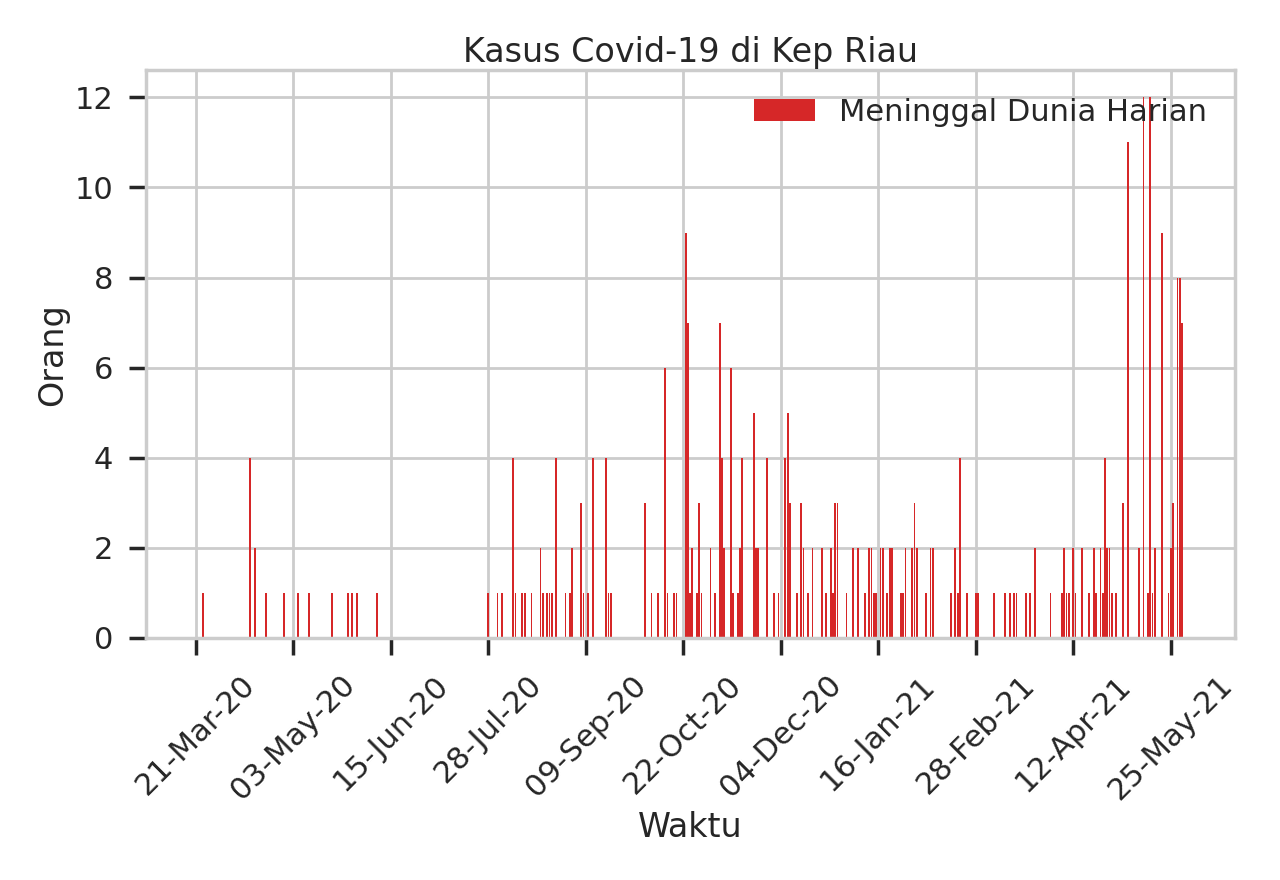 Kasus Covid-19 di Kep Riau
Meninggal Dunia Harian
Orang
12
10
8
6
4
2
0
21-Mar-20
03-May-20
15-Jun-20
28-Jul-20
09-Sep-20
22-Oct-20
04-Dec-20
16-Jan-21
28-Feb-21
12-Apr-21
25-May-21
Waktu